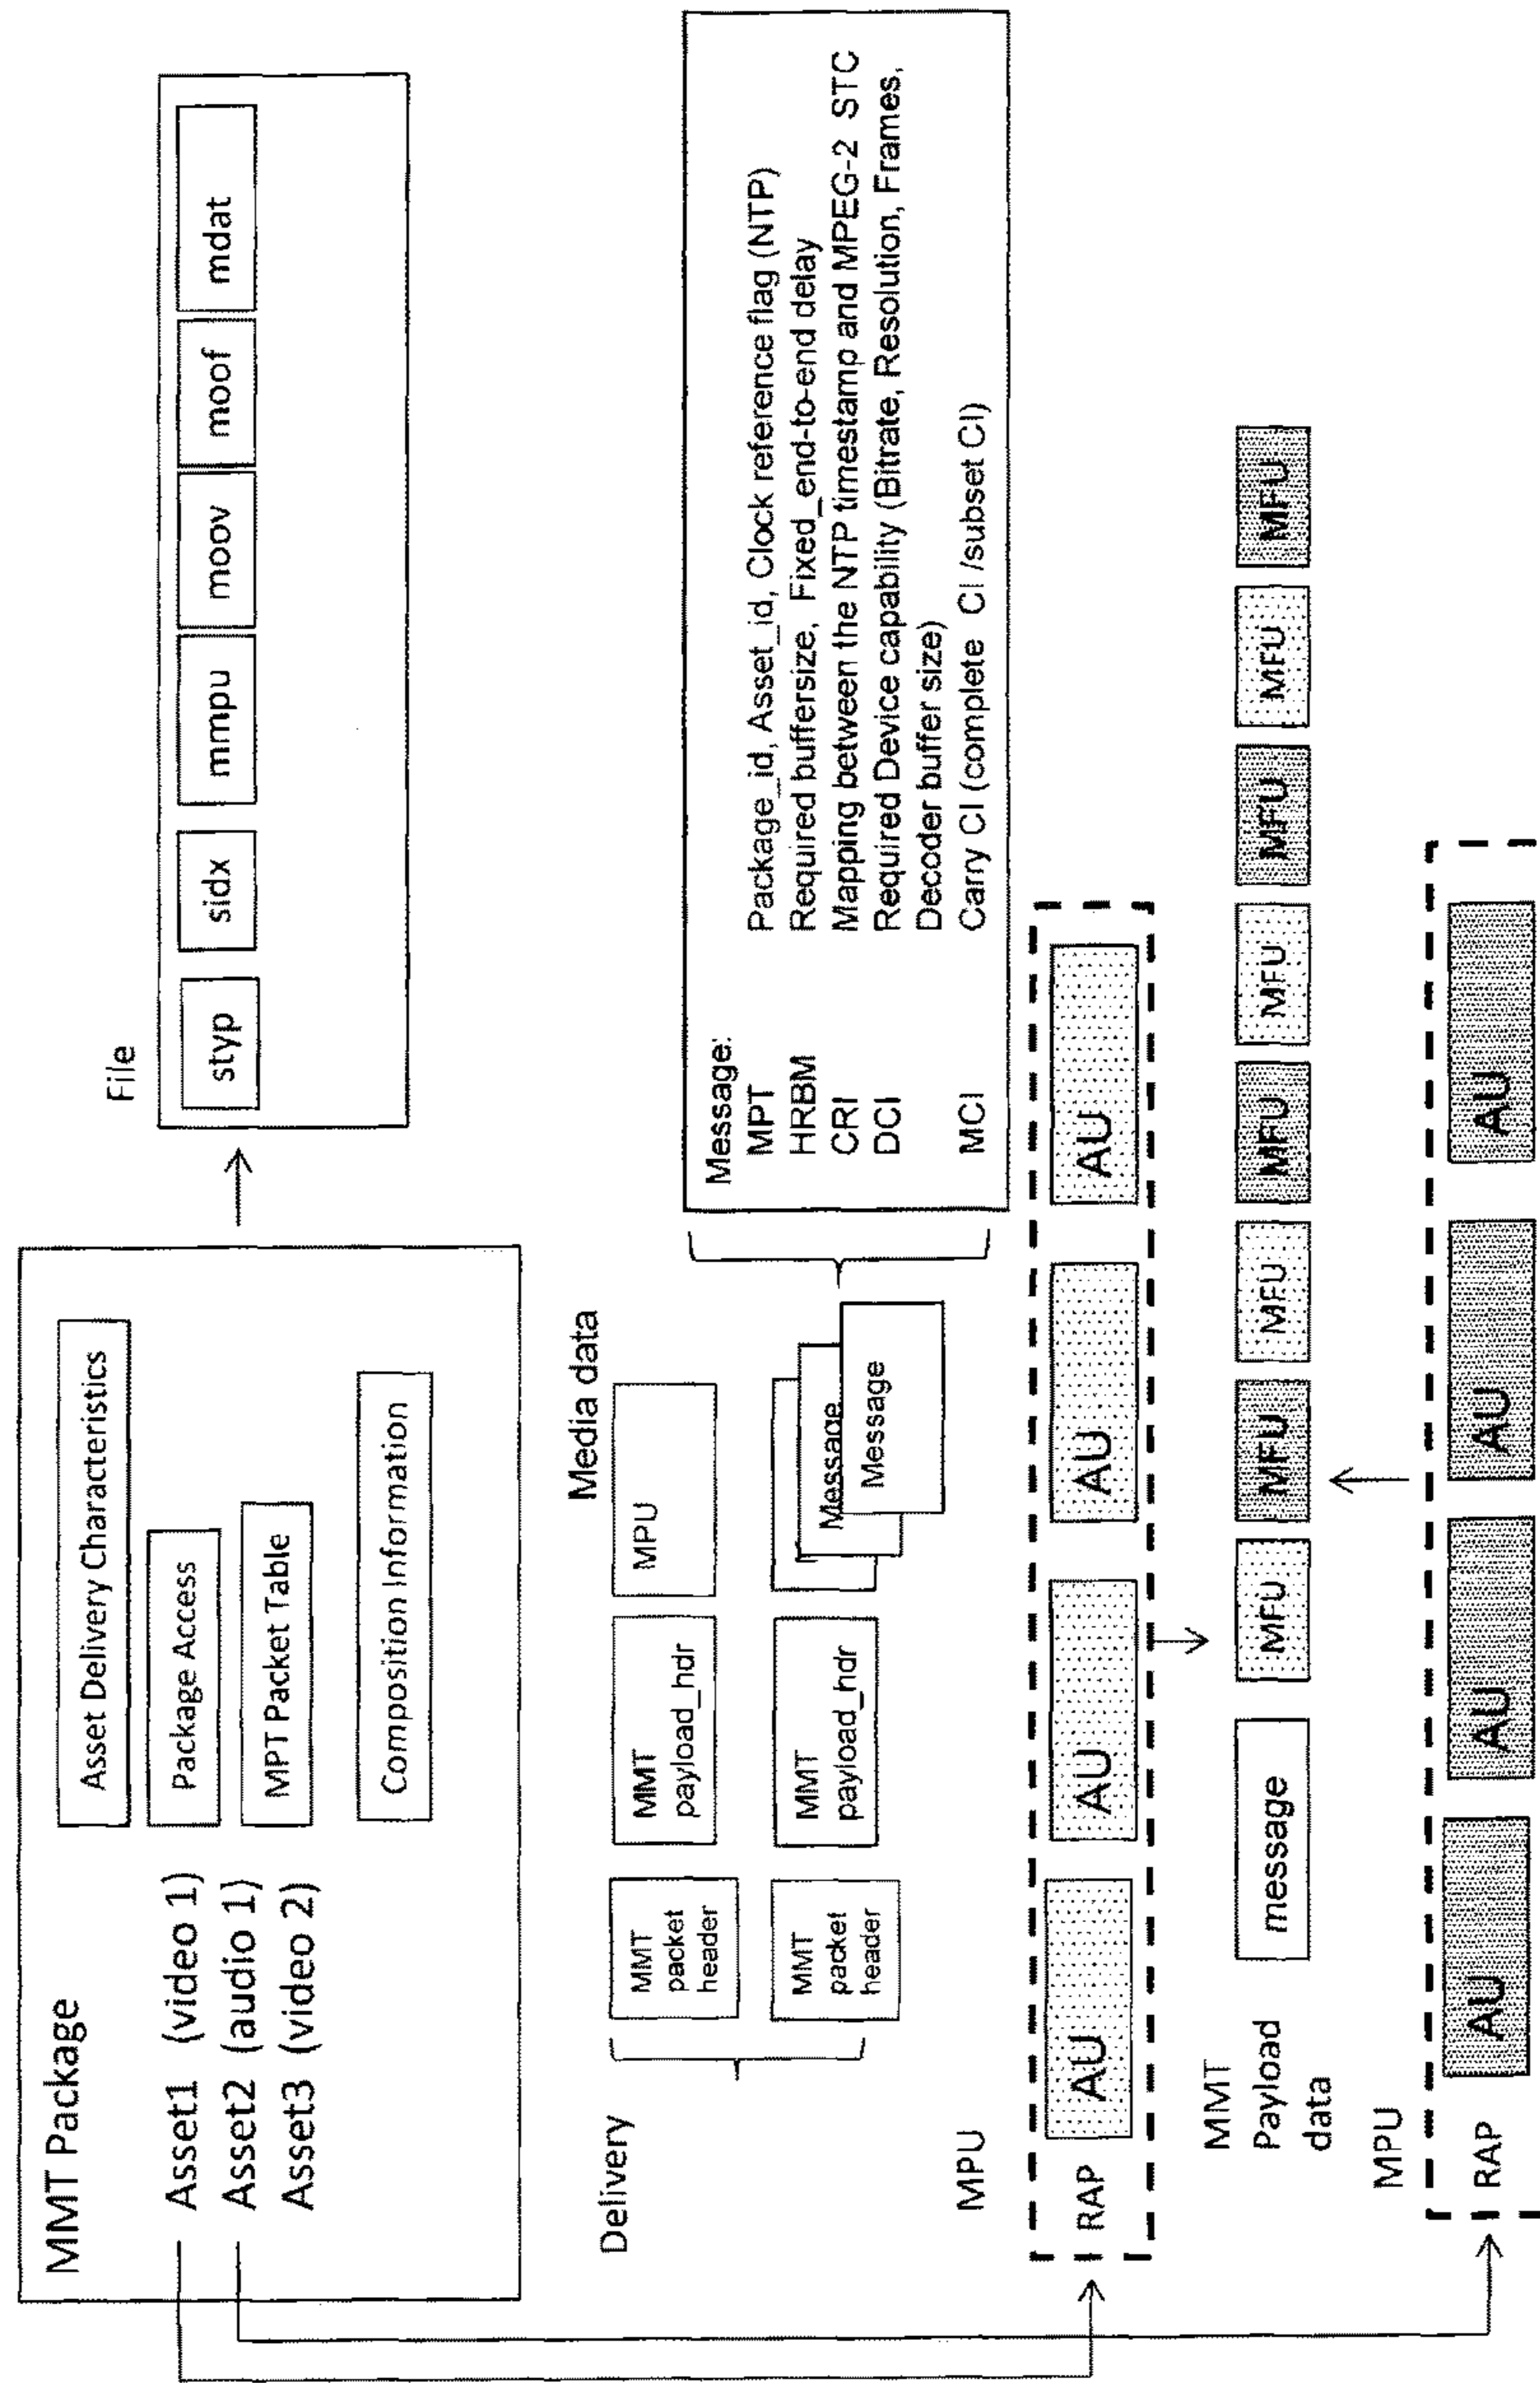 MMT Package
Asset1 (video 1)
Asset2 (audio 1)
Asset3 (video 2)
Asset Delivery Characteristics
Package Access
MPT Packet Table
Composition Information
File
styp
sidx
mmpu
moov
moof
mdat
Delivery
Media data
MMT
packet
header
MMT
payload_hdr
MPU
MMT
packet
header
MMT
payload_hdr
Message
Message
Message:
MPT Package_id, Asset_id, Clock reference flag (NTP)
HRBM Required buffersize, Fixed_end-to-end delay
CRI Mapping between the NTP timestamp and MPEG-2 STC
DCI Required Device capability (Bitrate, Resolution, Frames,
Decoder buffer size)
MCI Carry CI (complete CI /subset CI)
MPU
RAP
AU
AU
AU
AU
MMT
Payload
data
message
MFU
MFU
MFU
MFU
MFU
MFU
MFU
MFU
MPU
RAP
AU
AU
AU
AU